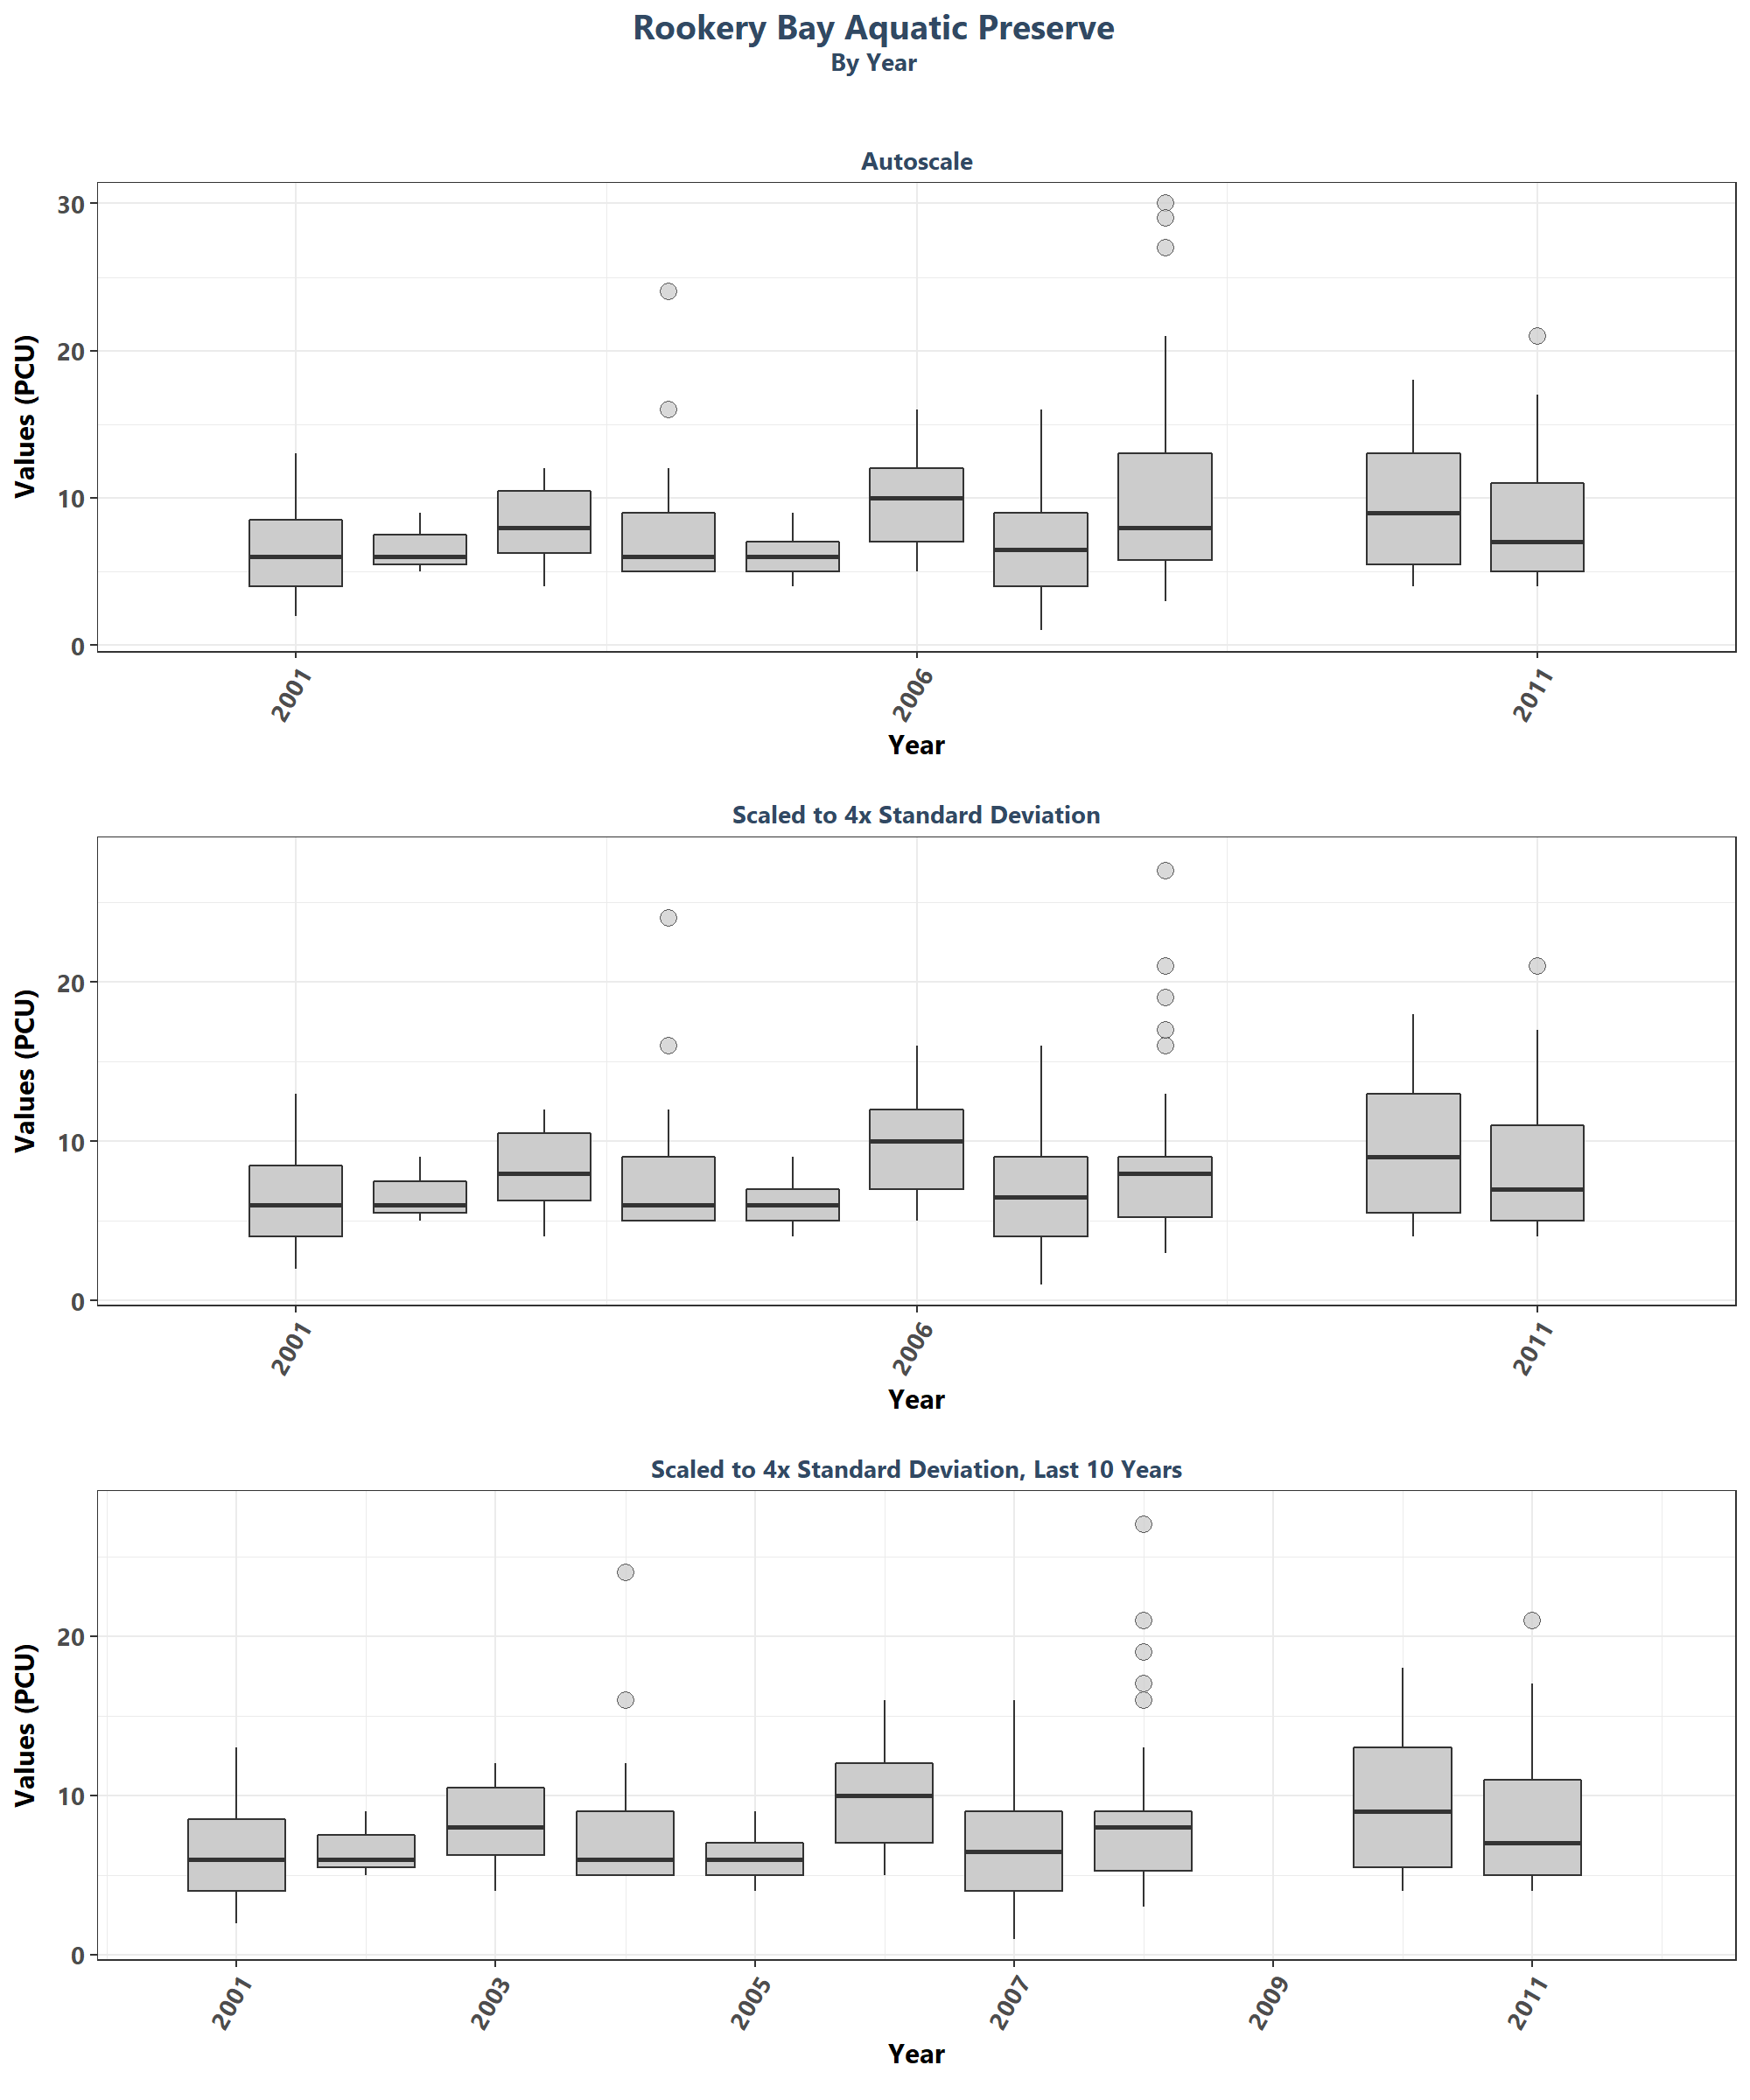 Rookery Bay Aquatic Preserve
By Year
Autoscale
Values (PCU)
30
20
10
0
2001
2006
2011
Year
Scaled to 4x Standard Deviation
Values (PCU)
20
10
0
2001
2006
2011
Year
Scaled to 4x Standard Deviation, Last 10 Years
Values (PCU)
20
10
0
2001
2003
2005
2007
2009
2011
Year